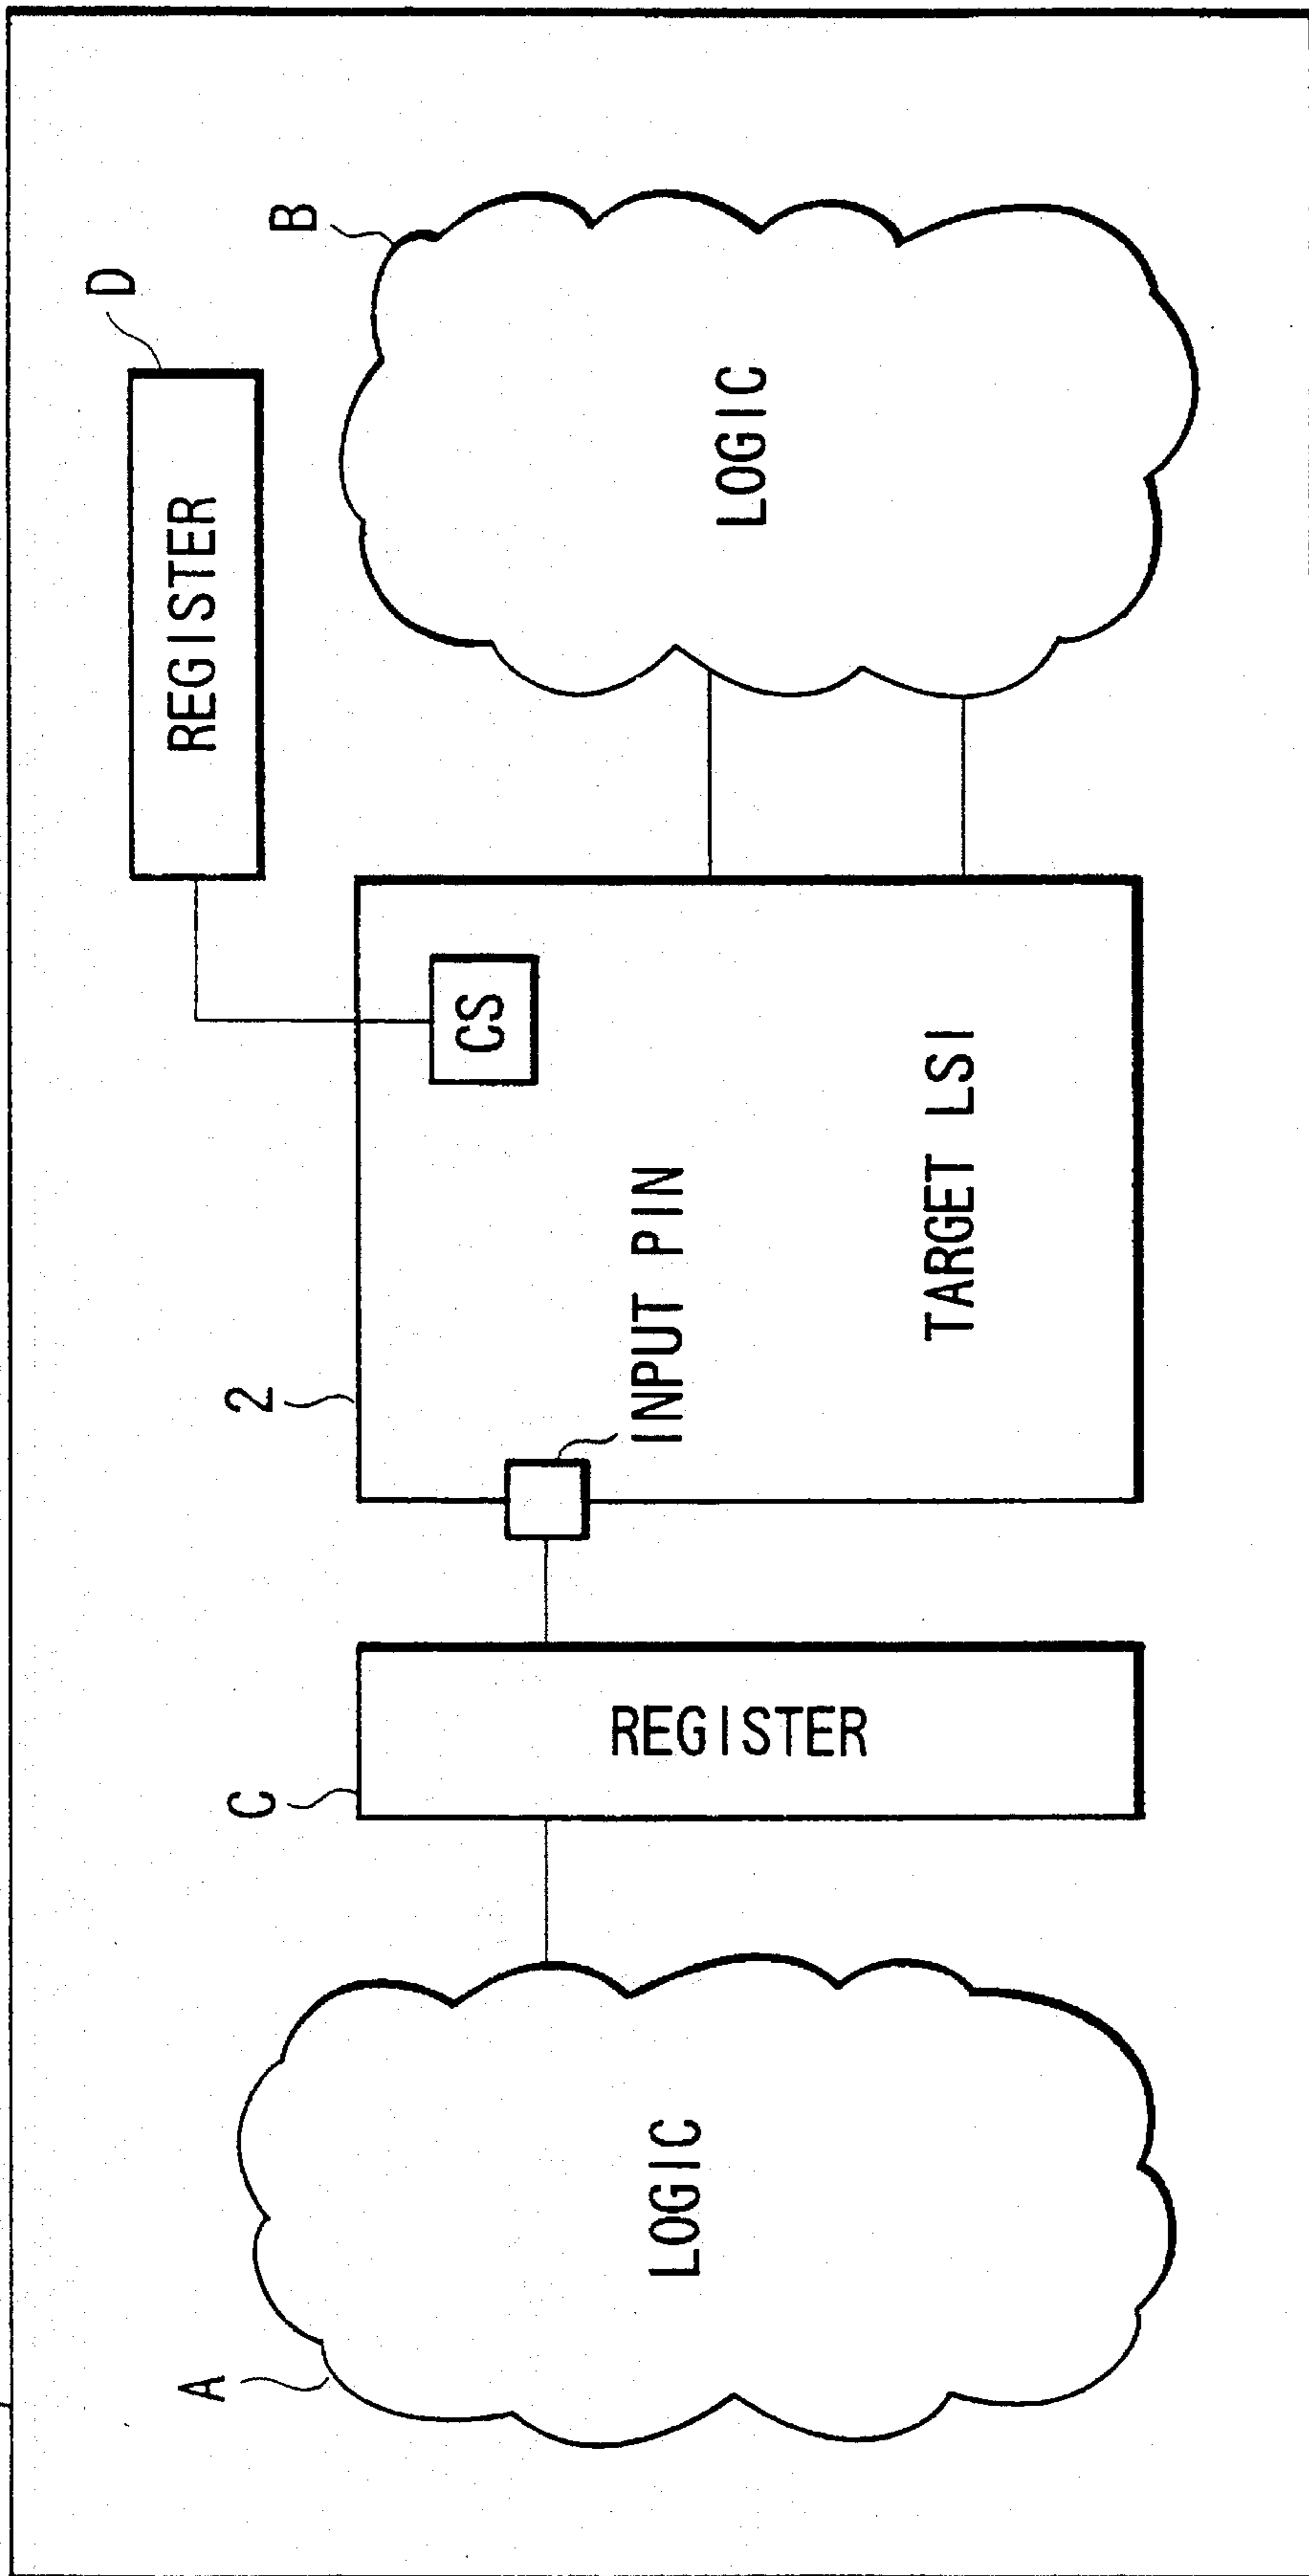 D
B
REGISTER
LOGIC
2
CS
INPUT PIN
TARGET LSI
C
REGISTER
A
LOGIC